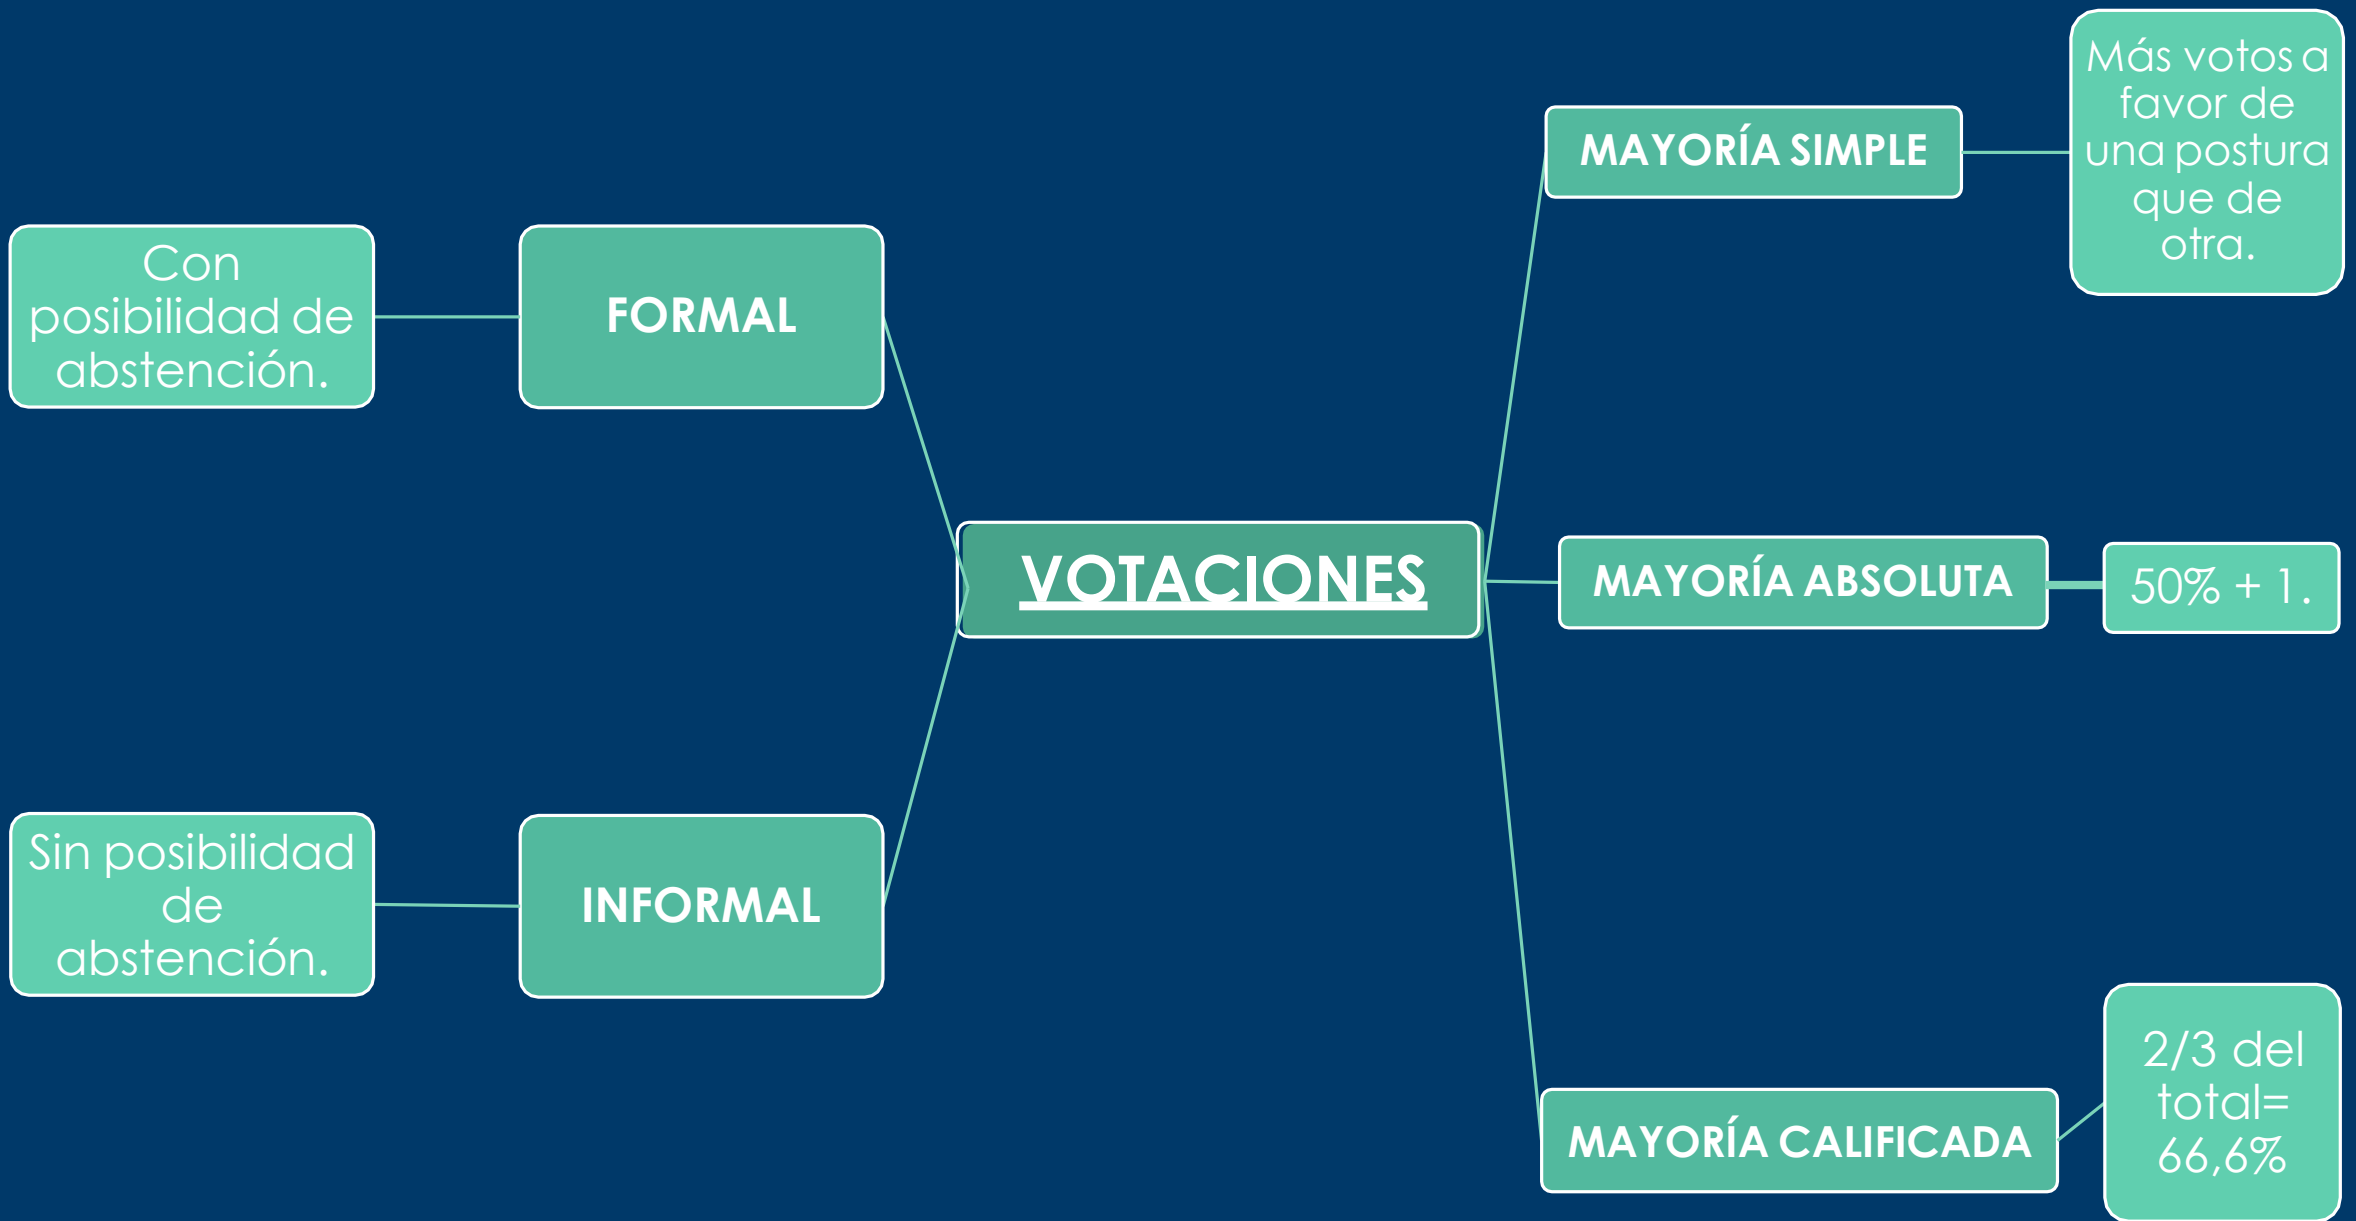 Con
posibilidad de
abstención.
FORMAL
Sin posibilidad
de
abstención.
INFORMAL
VOTACIONES
MAYORÍA SIMPLE
Más votos a
favor de
una postura
que de
otra.
MAYORÍA ABSOLUTA
50% + 1.
MAYORÍA CALIFICADA
2/3 del
total=
66,6%